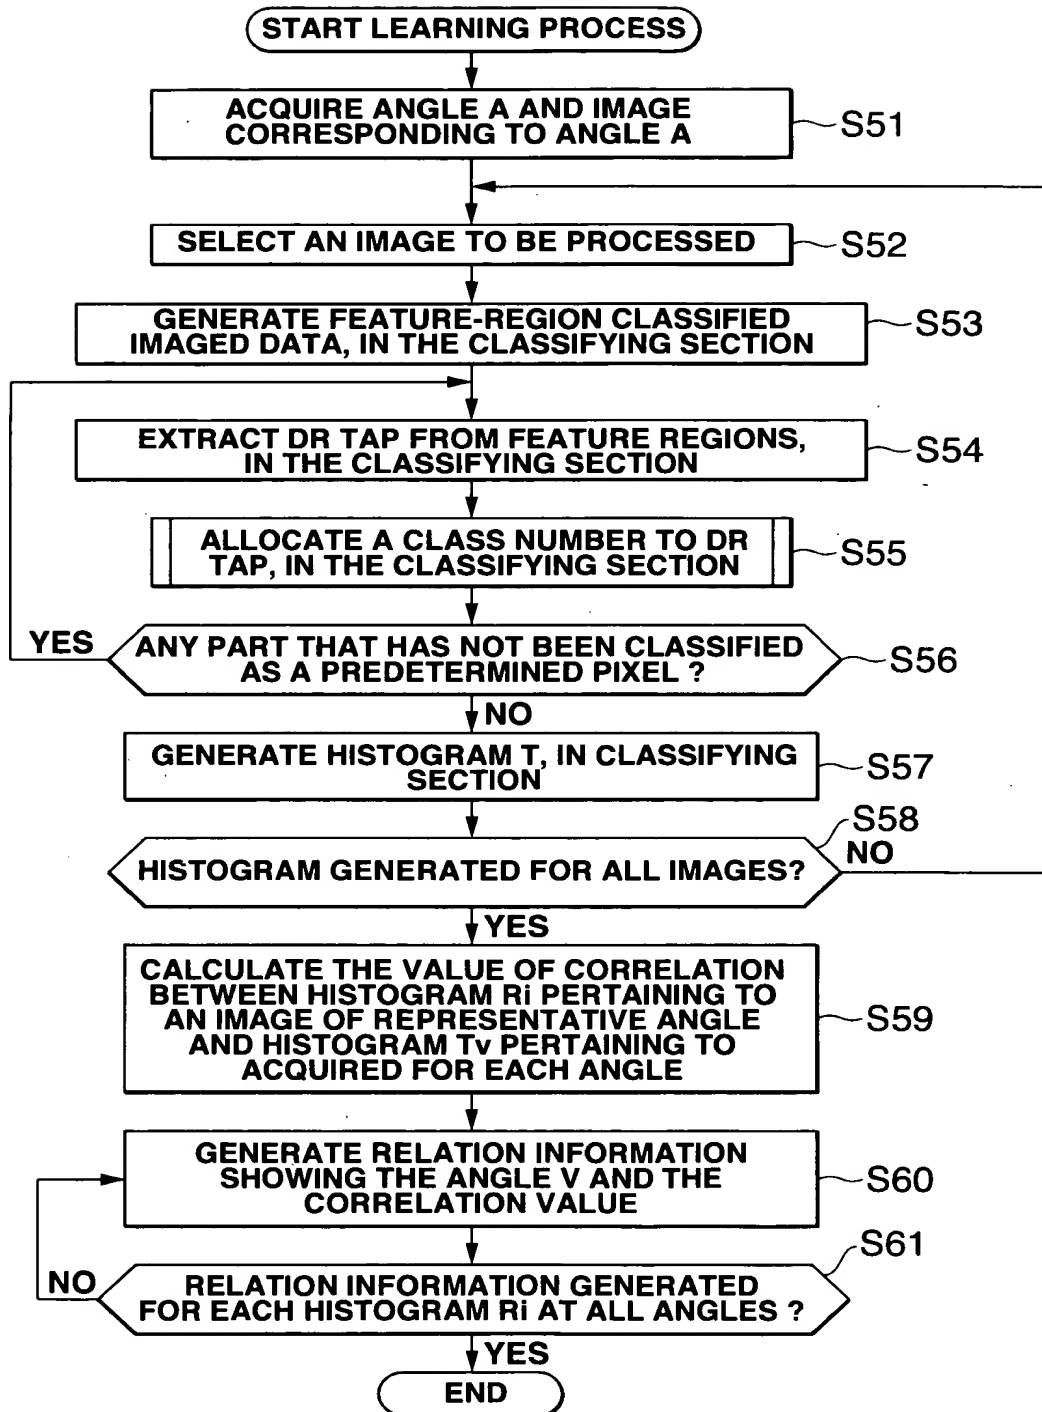 START LEARNING PROCESS
ACQUIRE ANGLE A AND IMAGE
CORRESPONDING TO ANGLE A
S51
SELECT AN IMAGE TO BE PROCESSED
S52
GENERATE FEATURE-REGION CLASSIFIED
IMAGED DATA, IN THE CLASSIFYING SECTION
S53
EXTRACT DR TAP FROM FEATURE REGIONS,
IN THE CLASSIFYING SECTION
S54
ALLOCATE A CLASS NUMBER TO DR
TAP, IN THE CLASSIFYING SECTION
S55
YES
ANY PART THAT HAS NOT BEEN CLASSIFIED
AS A PREDETERMINED PIXEL ?
S56
NO
GENERATE HISTOGRAM T, IN CLASSIFYING
SECTION
S57
S58
HISTOGRAM GENERATED FOR ALL IMAGES?
NO
YES
CALCULATE THE VALUE OF CORRELATION
BETWEEN HISTOGRAM Ri PERTAINING TO
AN IMAGE OF REPRESENTATIVE ANGLE
AND HISTOGRAM Tv PERTAINING TO
ACQUIRED FOR EACH ANGLE
S59
GENERATE RELATION INFORMATION
SHOWING THE ANGLE V AND THE
CORRELATION VALUE
S60
S61
NO
RELATION INFORMATION GENERATED
FOR EACH HISTOGRAM Ri AT ALL ANGLES ?
YES
END